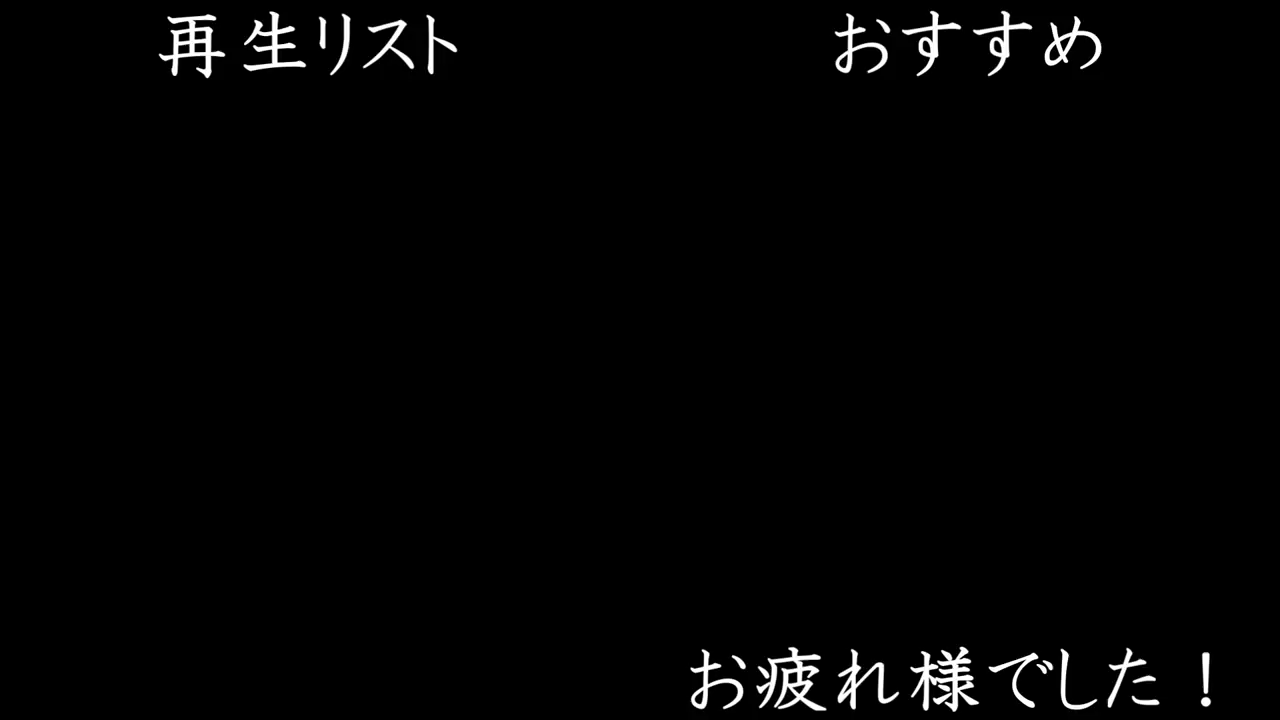 再生リスト
おすすめ
お疲れ様でした！